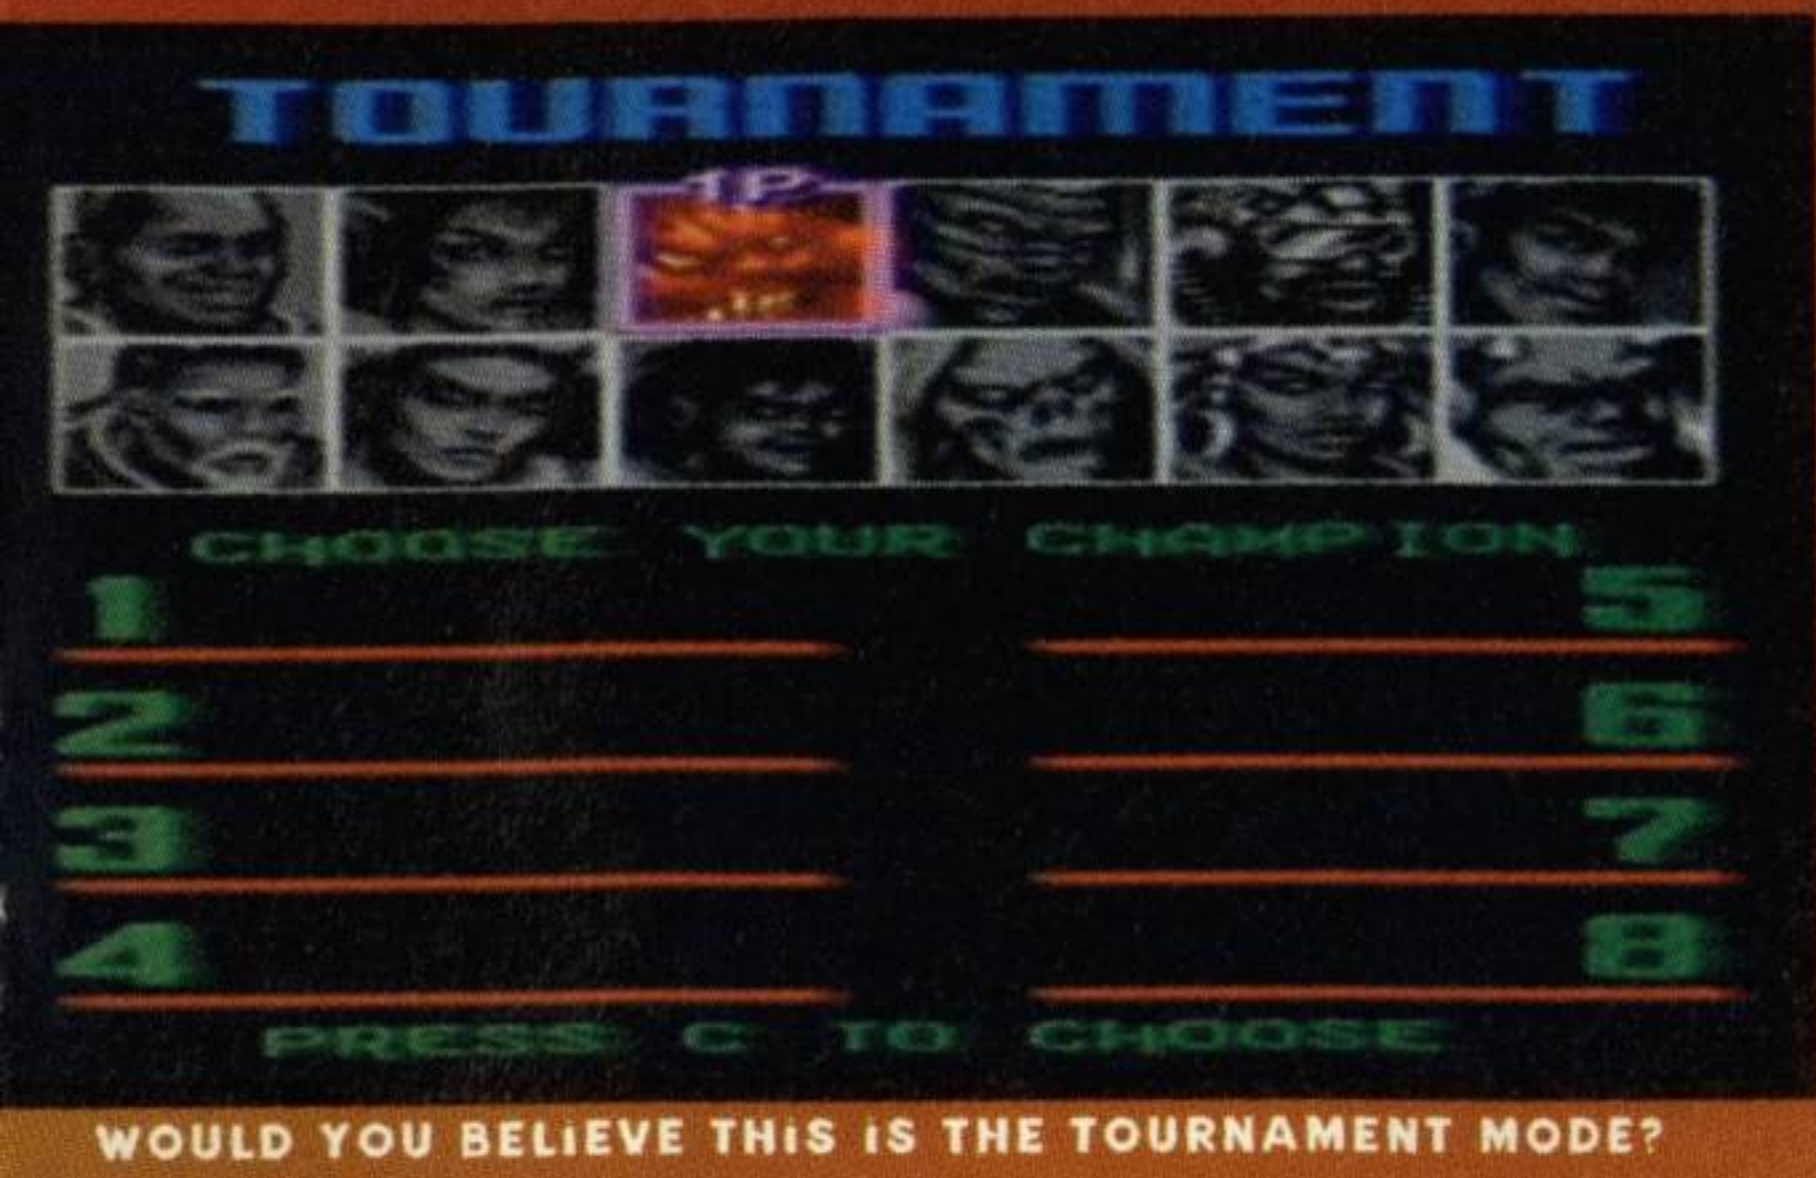 TOURNAMENT
1P
CHOOSE YOUR CHAMPION
1 5
2 6
3 7
4 8
PRESS C TO CHOOSE
WOULD YOU BELiEVE THiS iS THE TOURNAMENT MODE?